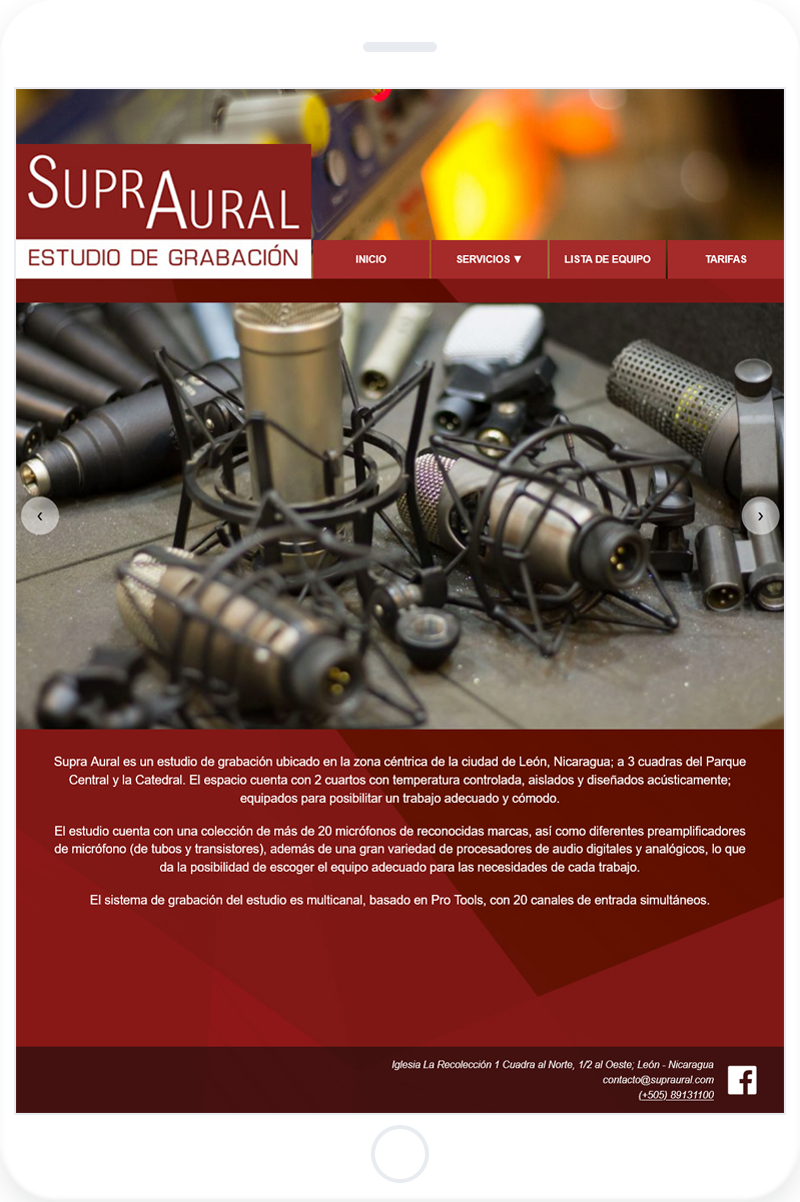 SUPRAURAL
ESTUDIO DE GRABACIÓN
INICIO
SERVICIOS ▼
LISTA DE EQUIPO
TARIFAS
‹
›
Supra Aural es un estudio de grabación ubicado en la zona céntrica de la ciudad de León, Nicaragua; a 3 cuadras del Parque
Central y la Catedral. El espacio cuenta con 2 cuartos con temperatura controlada, aislados y diseñados acústicamente;
equipados para posibilitar un trabajo adecuado y cómodo.
El estudio cuenta con una colección de más de 20 micrófonos de reconocidas marcas, así como diferentes preamplificadores
de micrófono (de tubos y transistores), además de una gran variedad de procesadores de audio digitales y analógicos, lo que
da la posibilidad de escoger el equipo adecuado para las necesidades de cada trabajo.
El sistema de grabación del estudio es multicanal, basado en Pro Tools, con 20 canales de entrada simultáneos.
Iglesia La Recolección 1 Cuadra al Norte, 1/2 al Oeste; León - Nicaragua
contacto@supraural.com
(+505) 89131100